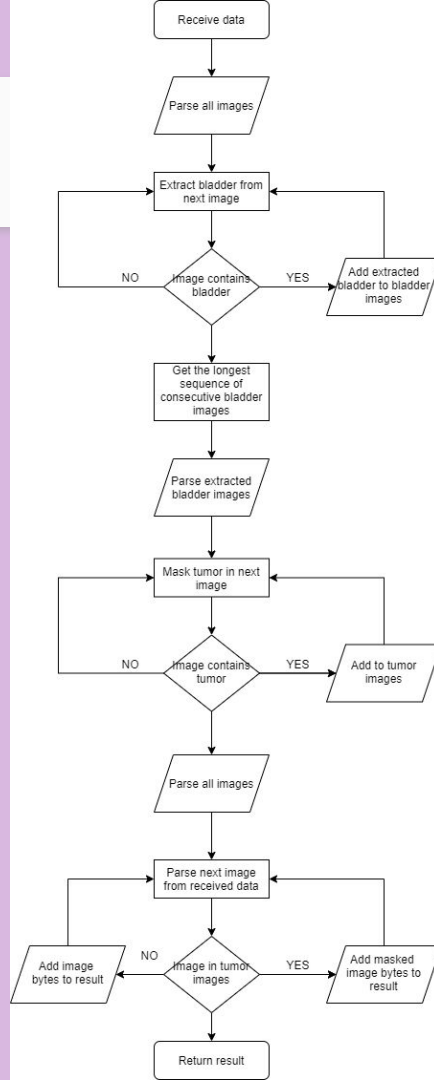 Receive data
Parse all images
Extract bladder from
next image
NO
Image contains
bladder
YES
Add extracted
bladder to bladder
images
Get the longest
sequence of
consecutive bladder
images
Parse extracted
bladder images
Mask tumor in next
image
NO
Image contains
tumor
YES
Add to tumor
images
Parse all images
Parse next image
from received data
Add image
bytes to result
NO
Image in tumor
images
YES
Add masked
image bytes to
result
Return result